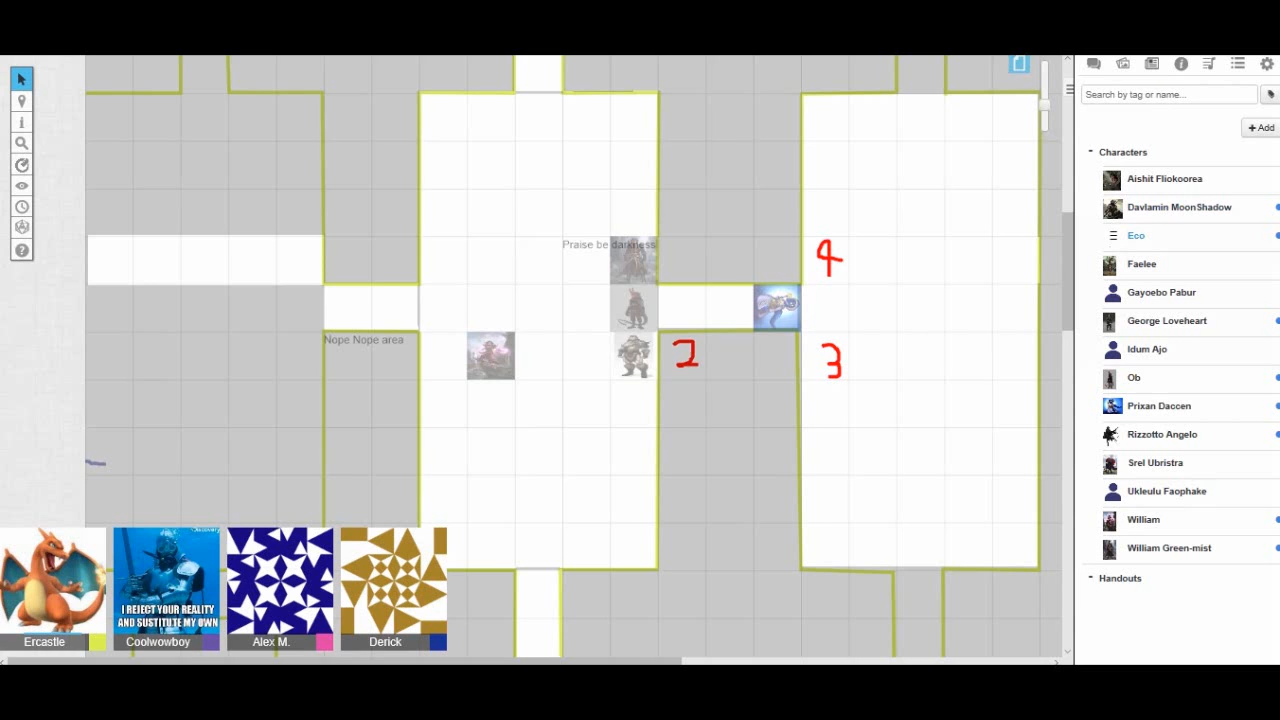 Search by tag or name...
+ Add
Characters
Aishit Fliokoorea
Davlamin MoonShadow
Eco
Faelee
Gayoebo Pabur
George Loveheart
Idum Ajo
Ob
Prixan Daccen
Rizzotto Angelo
Srel Ubristra
Ukleulu Faophake
William
William Green-mist
Handouts
Praise be darkness
4
Nope Nope area
2
3
I REJECT YOUR REALITY
AND SUSTITUTE MY OWN
Ercastle
Coolwowboy
Alex M.
Derick